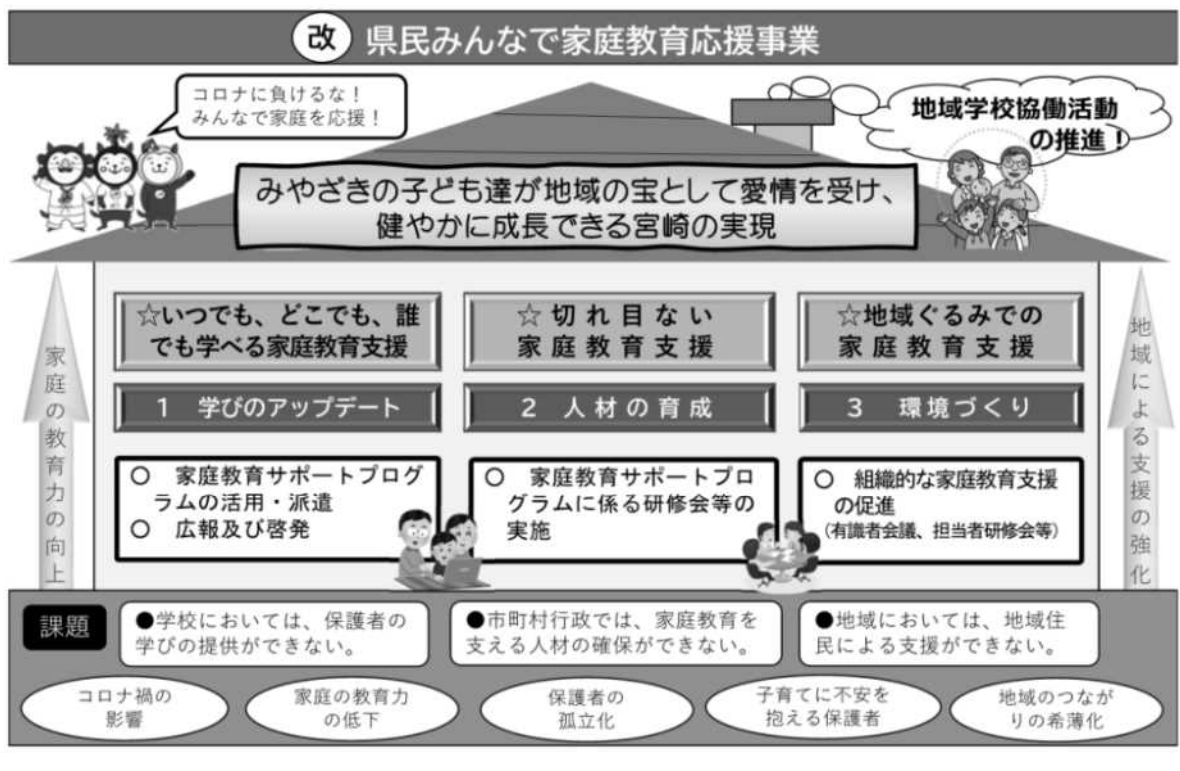 改 県民みんなで家庭教育応援事業
コロナに負けるな！
みんなで家庭を応援！
地域学校協働活動
の推進！
みやざきの子ども達が地域の宝として愛情を受け、
健やかに成長できる宮崎の実現
家庭の教育力の向上
☆いつでも、どこでも、誰
でも学べる家庭教育支援
1 学びのアップデート
○ 家庭教育サポートプログ
ラムの活用・派遣
○ 広報及び啓発
☆切れ目ない
家庭教育支援
2 人材の育成
○ 家庭教育サポートプロ
グラムに係る研修会等の
実施
☆地域ぐるみでの
家庭教育支援
3 環境づくり
○ 組織的な家庭教育支援
の促進
（有識者会議、担当者研修会等）
地域による支援の強化
課題
●学校においては、保護者の
学びの提供ができない。
●市町村行政では、家庭教育を
支える人材の確保ができない。
●地域においては、地域住
民による支援ができない。
コロナ禍の
影響
家庭の教育力
の低下
保護者の
孤立化
子育てに不安を
抱える保護者
地域のつなが
りの希薄化